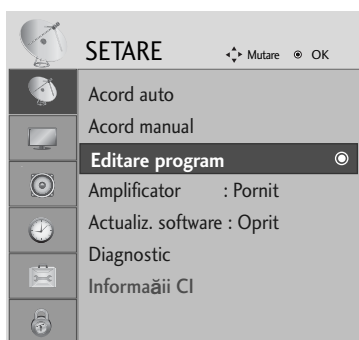 SETARE
Mutare OK
Acord auto
Acord manual
Editare program
Amplificator : Pornit
Actualiz. software : Oprit
Diagnostic
Informaăii CI